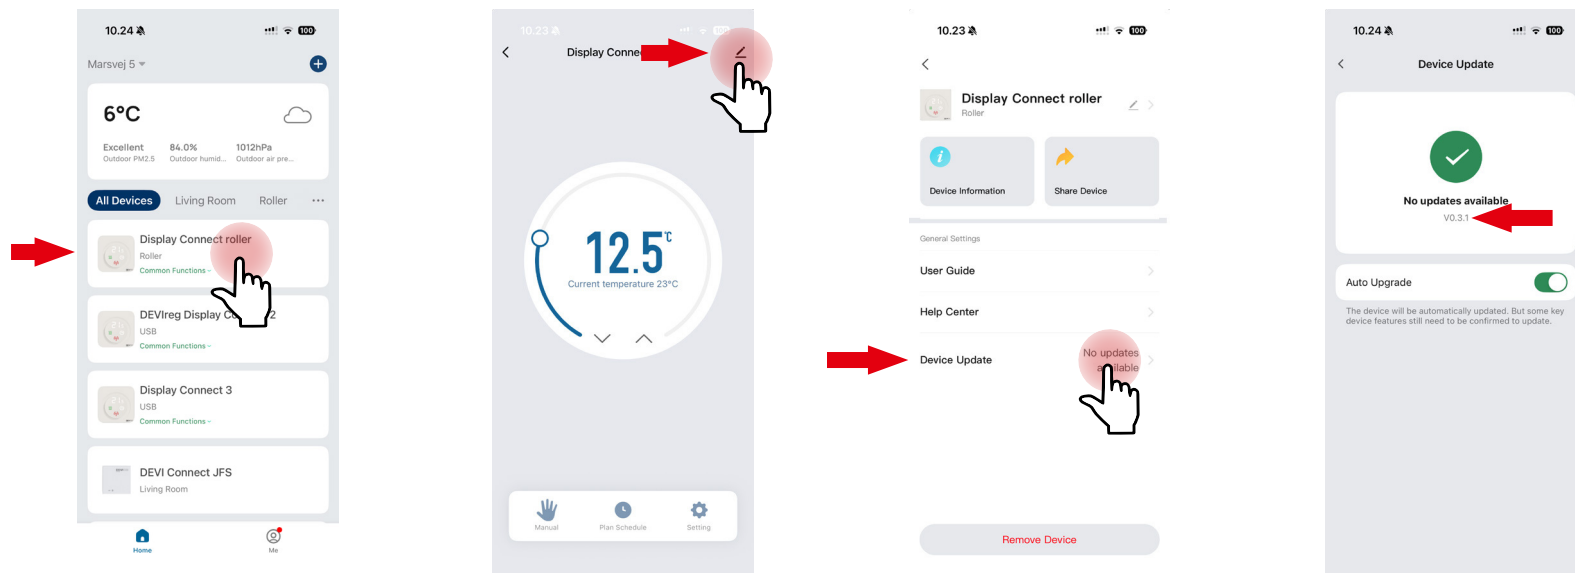 10.24
100
Marsvej 5
6°C
Excellent 84.0% 1012hPa
Outdoor PM2.5 Outdoor humid... Outdoor air pre...
All Devices Living Room Roller ...
Display Connect roller
Roller
Common Functions
DEVIreg Display 2
USB
Common Functions
Display Connect 3
USB
Common Functions
DEVI Connect JFS
Living Room
Home Me
10.23
Display
12.5°C
Current temperature 23°C
Manual Plan Schedule Setting
10.23
100
Display Connect roller
Roller
i
Device Information Share Device
General Settings
User Guide
Help Center
Device Update No updates
available
Remove Device
10.24
100
Device Update
No updates available
V0.3.1
Auto Upgrade
The device will be automatically updated. But some key
device features still need to be confirmed to update.